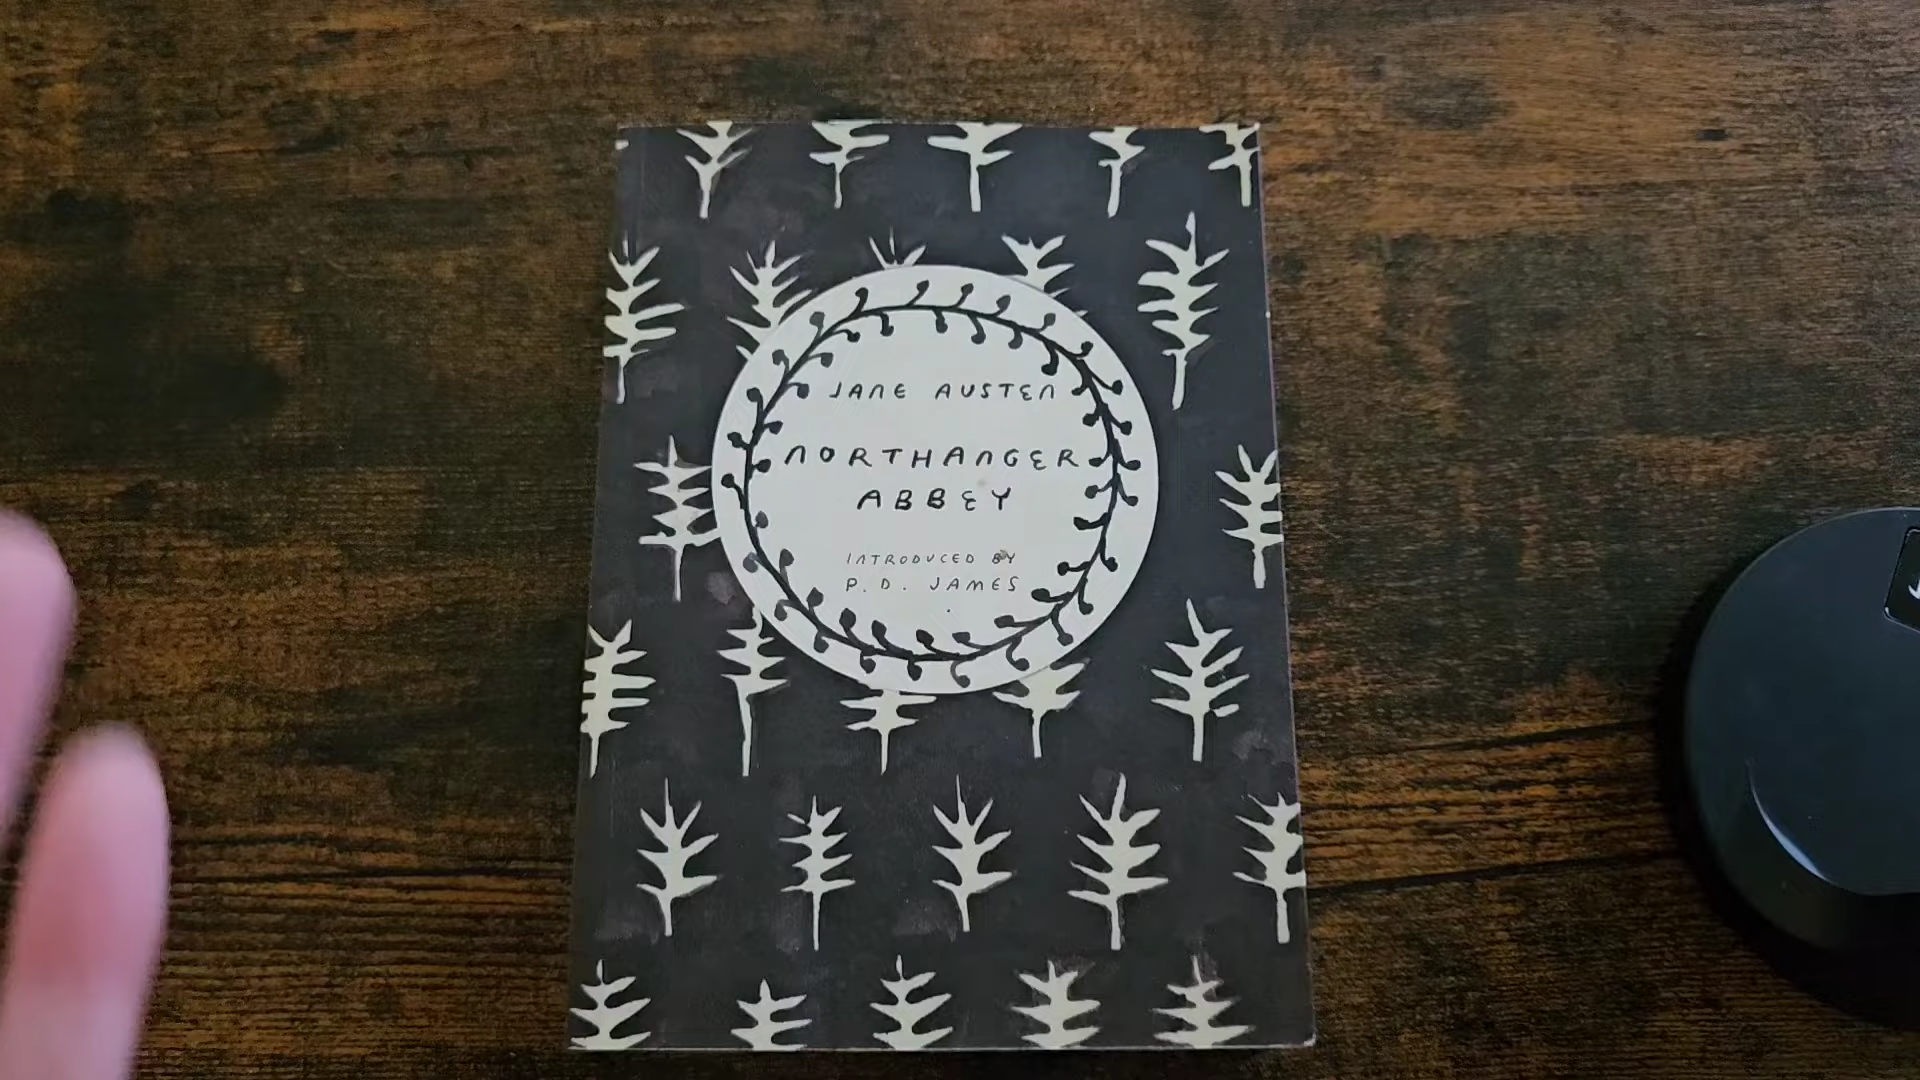 JANE AUSTEN
NORTHANGER
ABBEY
INTRODUCED BY
P. D. JAMES